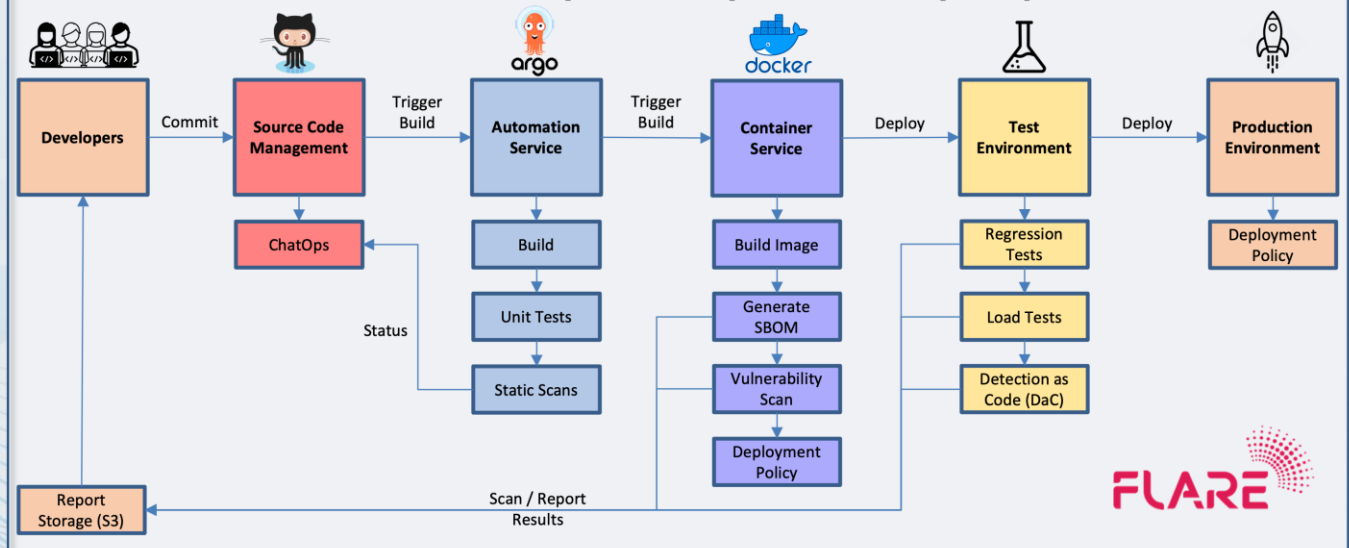 argo
docker
Developers
Commit
Source Code
Management
Trigger
Build
Automation
Service
Trigger
Build
Container
Service
Deploy
Test
Environment
Deploy
Production
Environment
ChatOps
Build
Build Image
Regression
Tests
Deployment
Policy
Unit Tests
Generate
SBOM
Load Tests
Status
Static Scans
Vulnerability
Scan
Detection as
Code (DaC)
Deployment
Policy
Report
Storage (S3)
Scan / Report
Results
FLARE